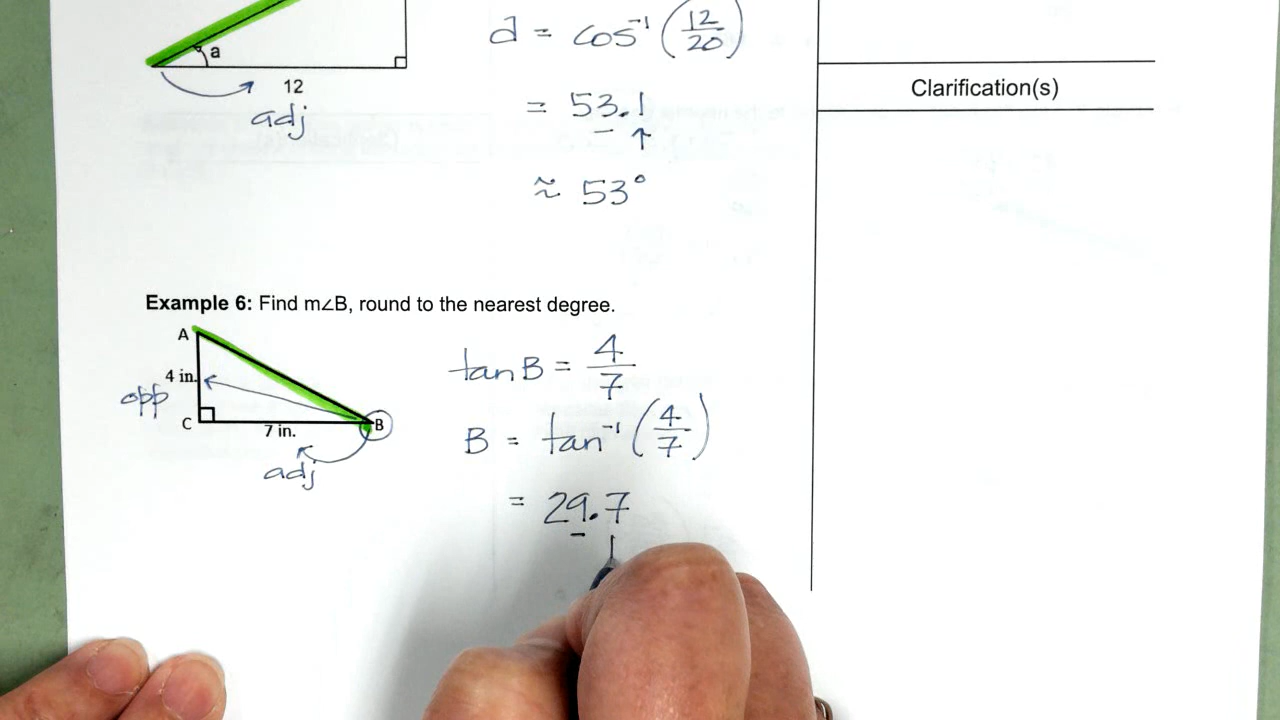 a
12
adj
a = cos⁻¹ (12/20)
= 53.1
↑
≈ 53°
Clarification(s)
Example 6: Find m∠B, round to the nearest degree.
A
4 in.
opp
C
7 in.
B
adj
tan B = 4/7
B = tan⁻¹ (4/7)
= 29.7